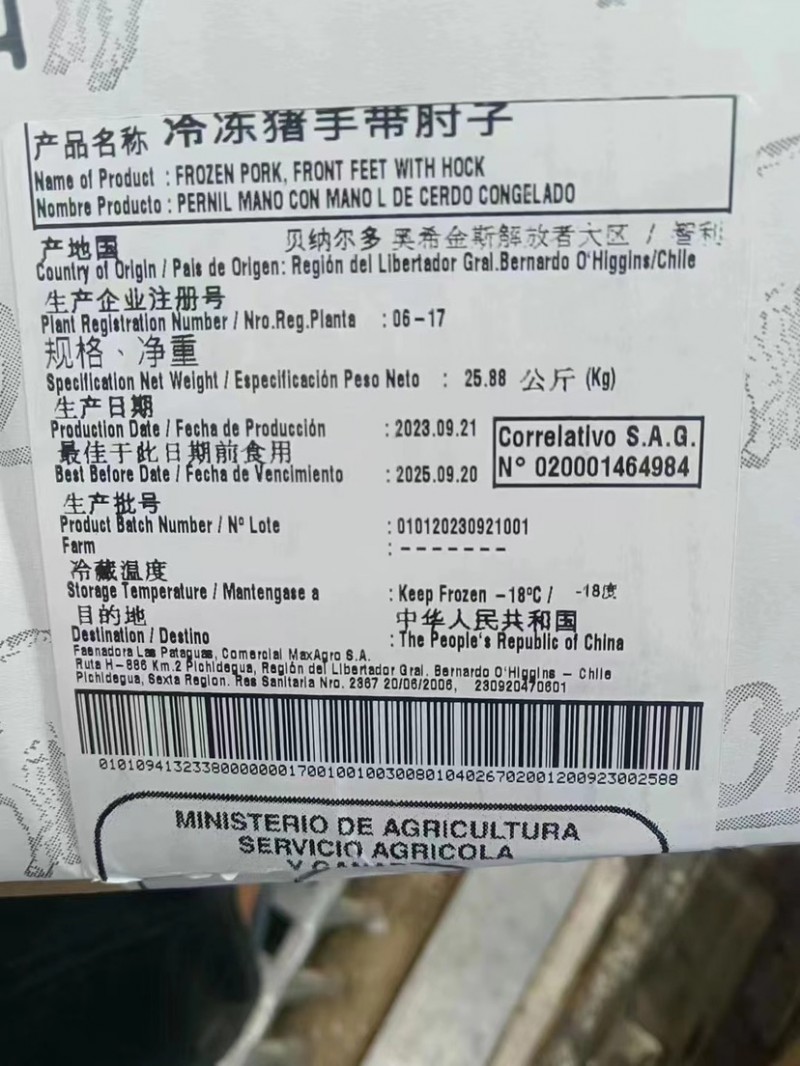 产品名称 冷冻猪手带肘子
Name of Product : FROZEN PORK, FRONT FEET WITH HOCK
Nombre Producto : PERNIL MANO CON MANO L DE CERDO CONGELADO
产地国 贝纳尔多 奥希金斯解放者大区 / 智利
Country of Origin / Pais de Origen: Región del Libertador Gral.Bernardo O'Higgins/Chile
生产企业注册号
Plant Registration Number / Nro.Reg.Planta : 06-17
规格、净重
Specification Net Weight / Especificación Peso Neto : 25.88 公斤 (Kg)
生产日期
Production Date / Fecha de Producción : 2023.09.21
最佳于此日期前食用
Best Before Date / Fecha de Vencimiento : 2025.09.20
Correlativo S.A.G.
N° 020001464984
生产批号
Product Batch Number / N° Lote : 010120230921001
Farm : -------
冷藏温度
Storage Temperature / Mantengase a : Keep Frozen -18°C / -18度
目的地 中华人民共和国
Destination / Destino : The People's Republic of China
Faenadora Las Pataguas, Comercial MaxAgro S.A.
Ruta H-886 Km.2 Pichidegua, Región del Libertador Gral. Bernardo O'Higgins - Chile
Pichidegua, Sexta Region. Res Sanitaria Nro. 2367 20/06/2006, 230920470601
010109413233800000001700100100300801040267020012009230025​88
MINISTERIO DE AGRICULTURA
SERVICIO AGRICOLA